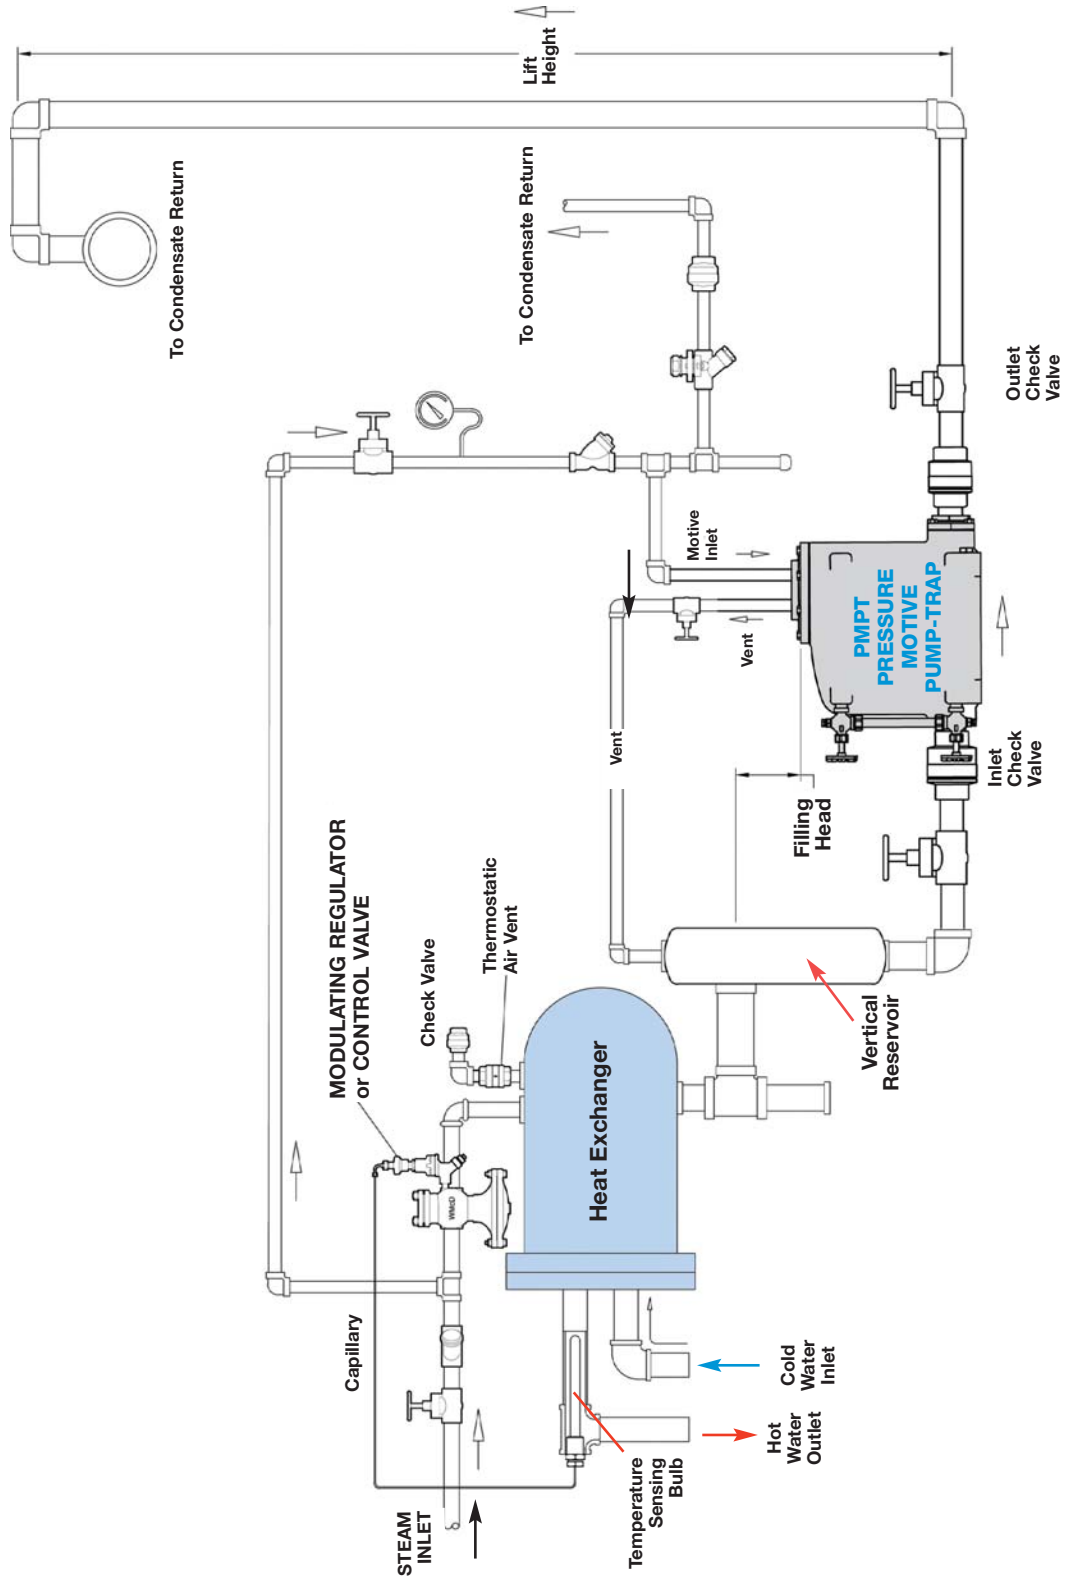 STEAM
INLET
Capillary
MODULATING REGULATOR
or CONTROL VALVE
Check Valve
Thermostatic
Air Vent
WMcD
Heat Exchanger
Temperature
Sensing
Bulb
Hot
Water
Outlet
Cold
Water
Inlet
Vertical
Reservoir
Filling
Head
Vent
Vent
Motive
Inlet
PMPT
PRESSURE
MOTIVE
PUMP-TRAP
Inlet
Check
Valve
Outlet
Check
Valve
To Condensate Return
To Condensate Return
Lift
Height